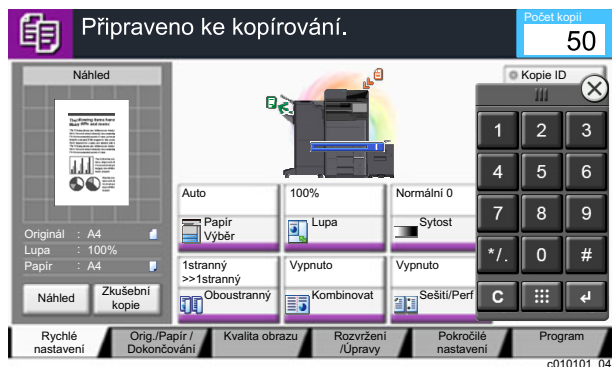 Připraveno ke kopírování.
Počet kopií
50
Náhled
Kopie ID
Originál : A4
Lupa : 100%
Papír : A4
Náhled
Zkušební
kopie
Auto
Papír
Výběr
100%
Lupa
Normální 0
Sytost
1stranný
>>1stranný
Oboustranný
Vypnuto
Kombinovat
Vypnuto
Sešití/Perf
1 2 3
4 5 6
7 8 9
*/. 0 #
C
Rychlé
nastavení
Orig./Papír /
Dokončování
Kvalita obrazu
Rozvržení
/Úpravy
Pokročilé
nastavení
Program
c010101_04